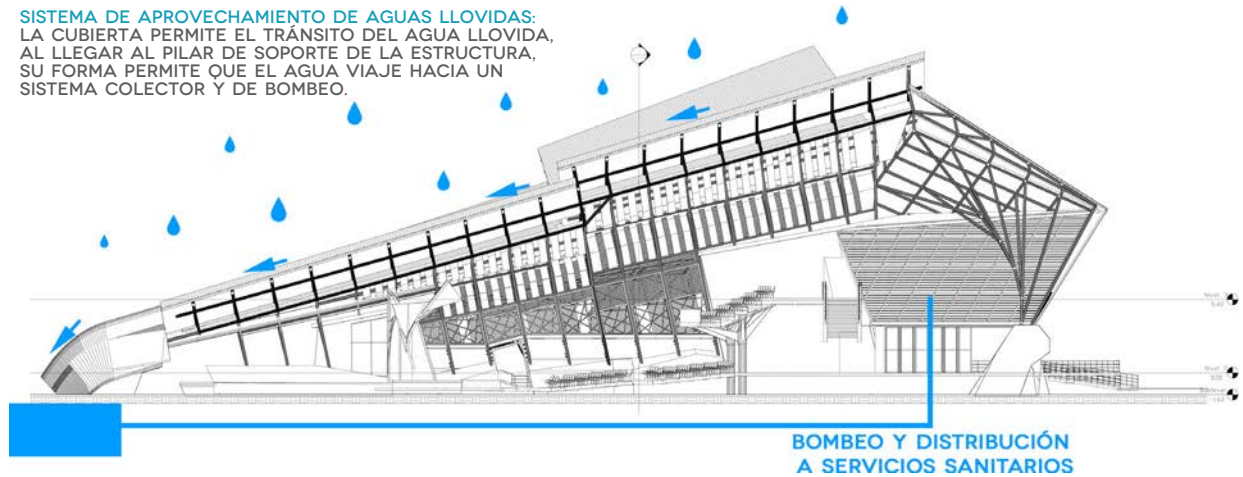 SISTEMA DE APROVECHAMIENTO DE AGUAS LLOVIDAS:
LA CUBIERTA PERMITE EL TRÁNSITO DEL AGUA LLOVIDA,
AL LLEGAR AL PILAR DE SOPORTE DE LA ESTRUCTURA,
SU FORMA PERMITE QUE EL AGUA VIAJE HACIA UN
SISTEMA COLECTOR Y DE BOMBEO.
BOMBEO Y DISTRIBUCIÓN
A SERVICIOS SANITARIOS